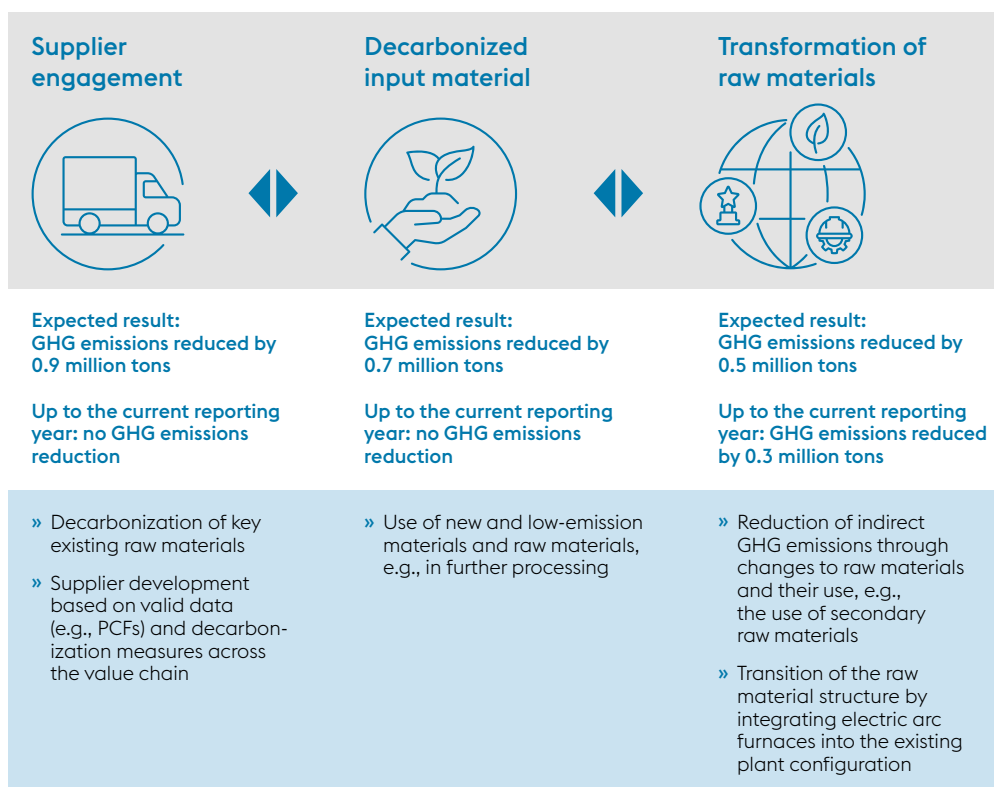 Supplier
engagement
Decarbonized
input material
Transformation of
raw materials
Expected result:
GHG emissions reduced by
0.9 million tons
Up to the current reporting
year: no GHG emissions
reduction
Expected result:
GHG emissions reduced by
0.7 million tons
Up to the current reporting
year: no GHG emissions
reduction
Expected result:
GHG emissions reduced by
0.5 million tons
Up to the current reporting
year: GHG emissions reduced
by 0.3 million tons
» Decarbonization of key
existing raw materials
» Supplier development
based on valid data
(e.g., PCFs) and decarbon-
ization measures across
the value chain
» Use of new and low-emission
materials and raw materials,
e.g., in further processing
» Reduction of indirect
GHG emissions through
changes to raw materials
and their use, e.g.,
the use of secondary
raw materials
» Transition of the raw
material structure by
integrating electric arc
furnaces into the existing
plant configuration